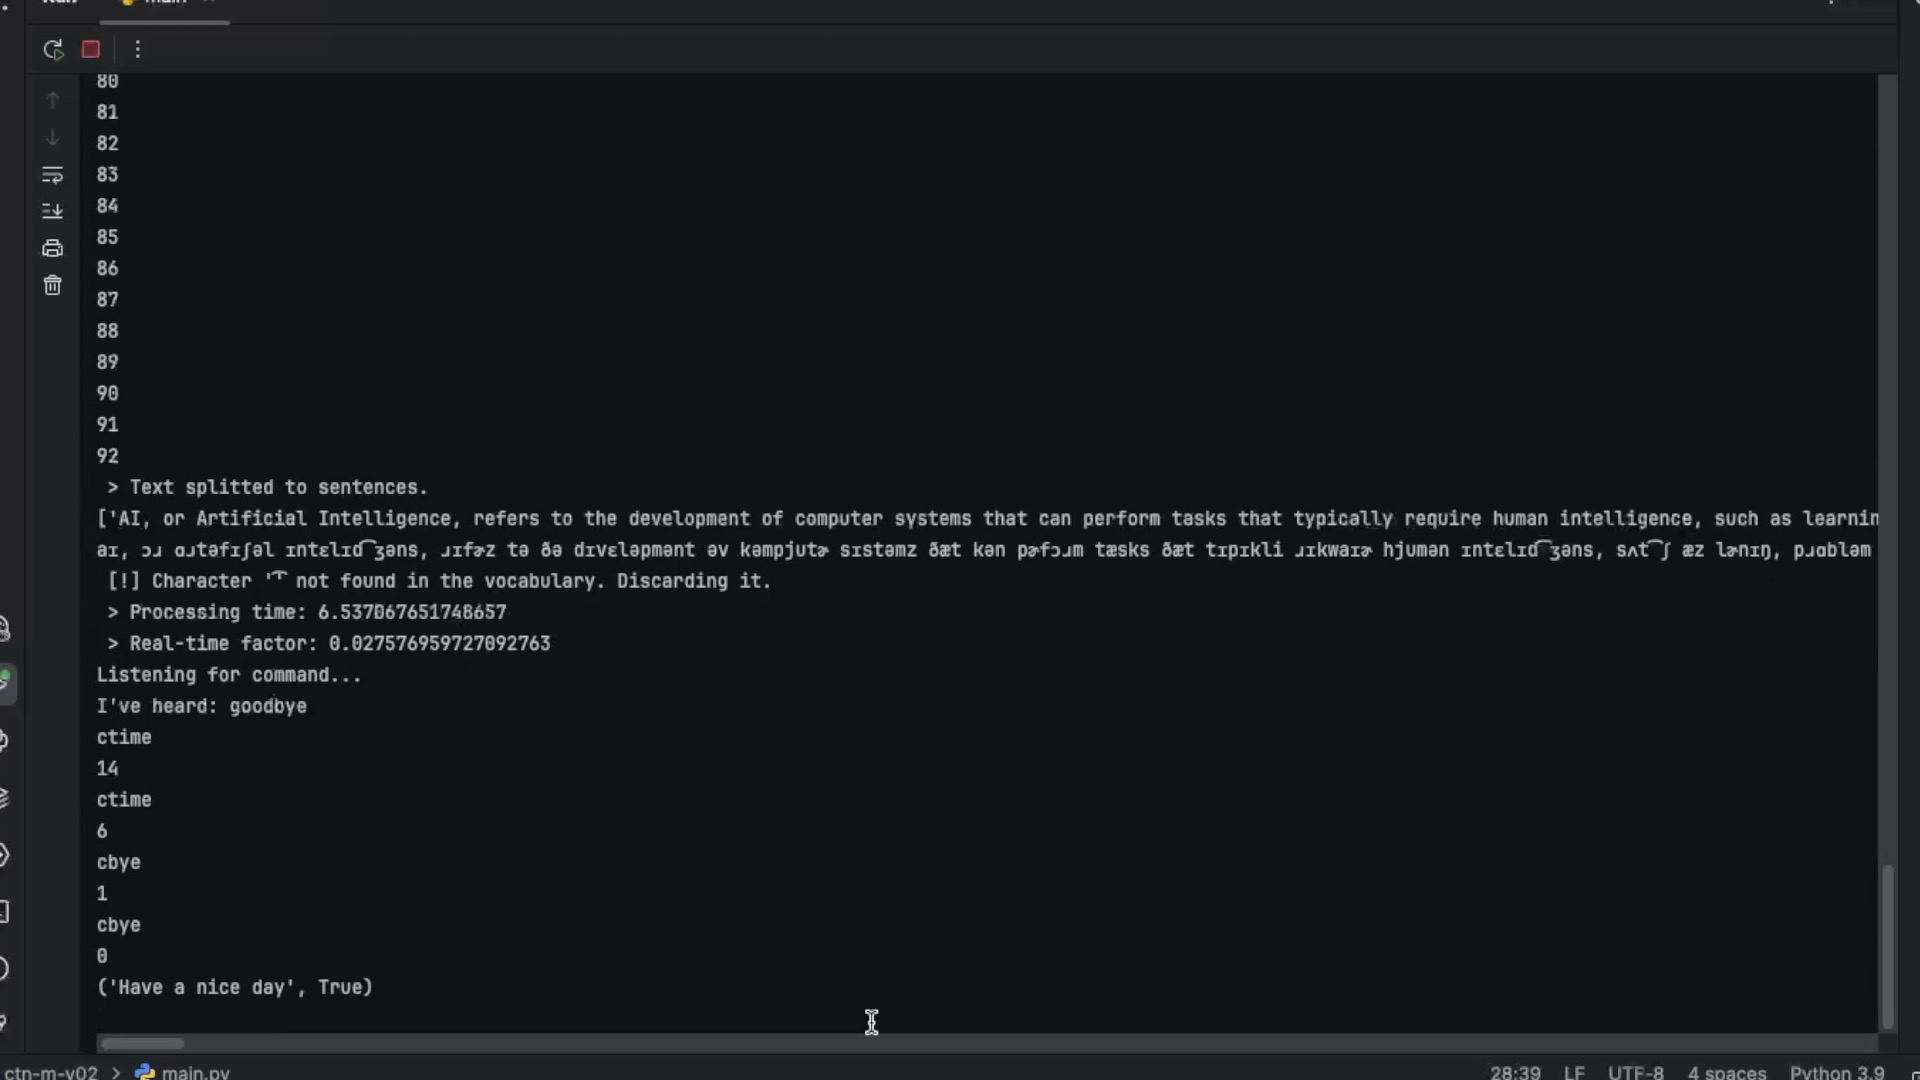 main
80
81
82
83
84
85
86
87
88
89
90
91
92
> Text splitted to sentences.
['AI, or Artificial Intelligence, refers to the development of computer systems that can perform tasks that typically require human intelligence, such as learnin
aɪ, ɔɹ ɑɹtəfɪʃəl ɪntɛlɪd͡ʒəns, ɹɪfɚz tə ðə dɪvɛləpmənt əv kəmpjutɚ sɪstəmz ðæt kən pɚfɔɹm tæsks ðæt tɪpɪkli ɹɪkwaɪɚ hjumən ɪntɛlɪd͡ʒəns, sʌt͡ʃ æz lɚnɪŋ, pɹɑbləm
[!] Character '͡' not found in the vocabulary. Discarding it.
> Processing time: 6.537067651748657
> Real-time factor: 0.027576959727092763
Listening for command...
I've heard: goodbye
ctime
14
ctime
6
cbye
1
cbye
0
('Have a nice day', True)
ctn-m-v02 > main.py 28:39 LF UTF-8 4 spaces Python 3.9